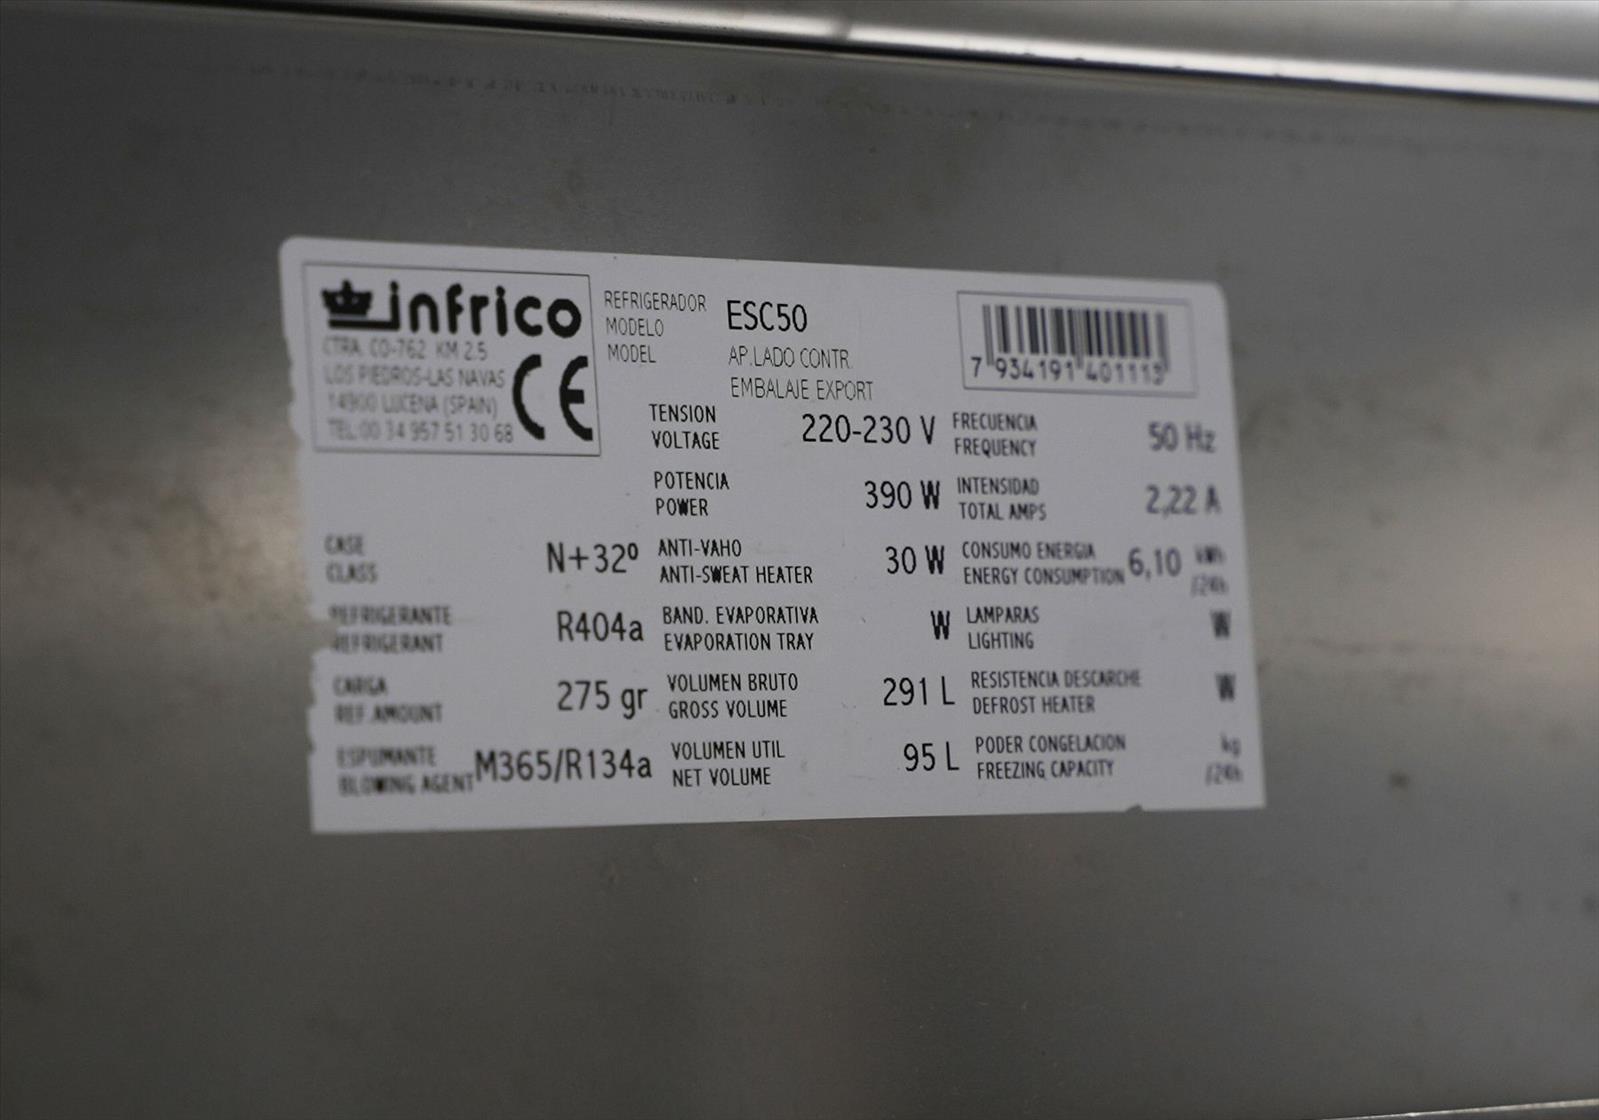 infrico
CTRA. CO-762 KM 2.5
LOS PIEDROS-LAS NAVAS
14900 LUCENA (SPAIN)
TEL:00 34 957 51 30 68
CE
REFRIGERADOR
MODELO
MODEL
ESC50
AP.LADO CONTR.
EMBALAJE EXPORT
7 934191 401113
TENSION
VOLTAGE
220-230 V
FRECUENCIA
FREQUENCY
50 Hz
POTENCIA
POWER
390 W
INTENSIDAD
TOTAL AMPS
2,22 A
CASE
CLASS
N+32º
ANTI-VAHO
ANTI-SWEAT HEATER
30 W
CONSUMO ENERGIA
ENERGY CONSUMPTION
6,10 kWh
/24h
REFRIGERANTE
REFRIGERANT
R404a
BAND. EVAPORATIVA
EVAPORATION TRAY
W
LAMPARAS
LIGHTING
W
CARGA
REF. AMOUNT
275 gr
VOLUMEN BRUTO
GROSS VOLUME
291 L
RESISTENCIA DESCARCHE
DEFROST HEATER
W
ESPUMANTE
BLOWING AGENT
M365/R134a
VOLUMEN UTIL
NET VOLUME
95 L
PODER CONGELACION
FREEZING CAPACITY
kg
/24h